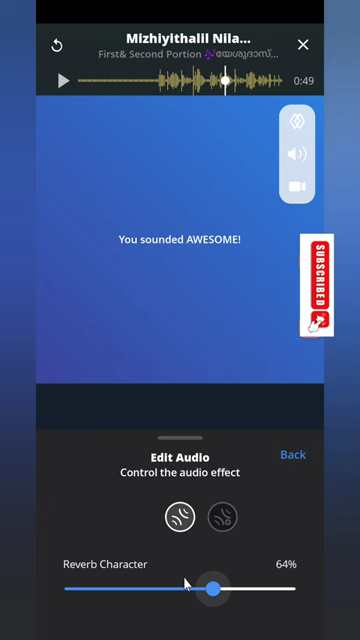 Mizhiyithalil Nila...
First& Second Portion 💜യേശുദാസ്...
0:49
You sounded AWESOME!
SUBSCRIBED
Edit Audio
Back
Control the audio effect
Reverb Character
64%